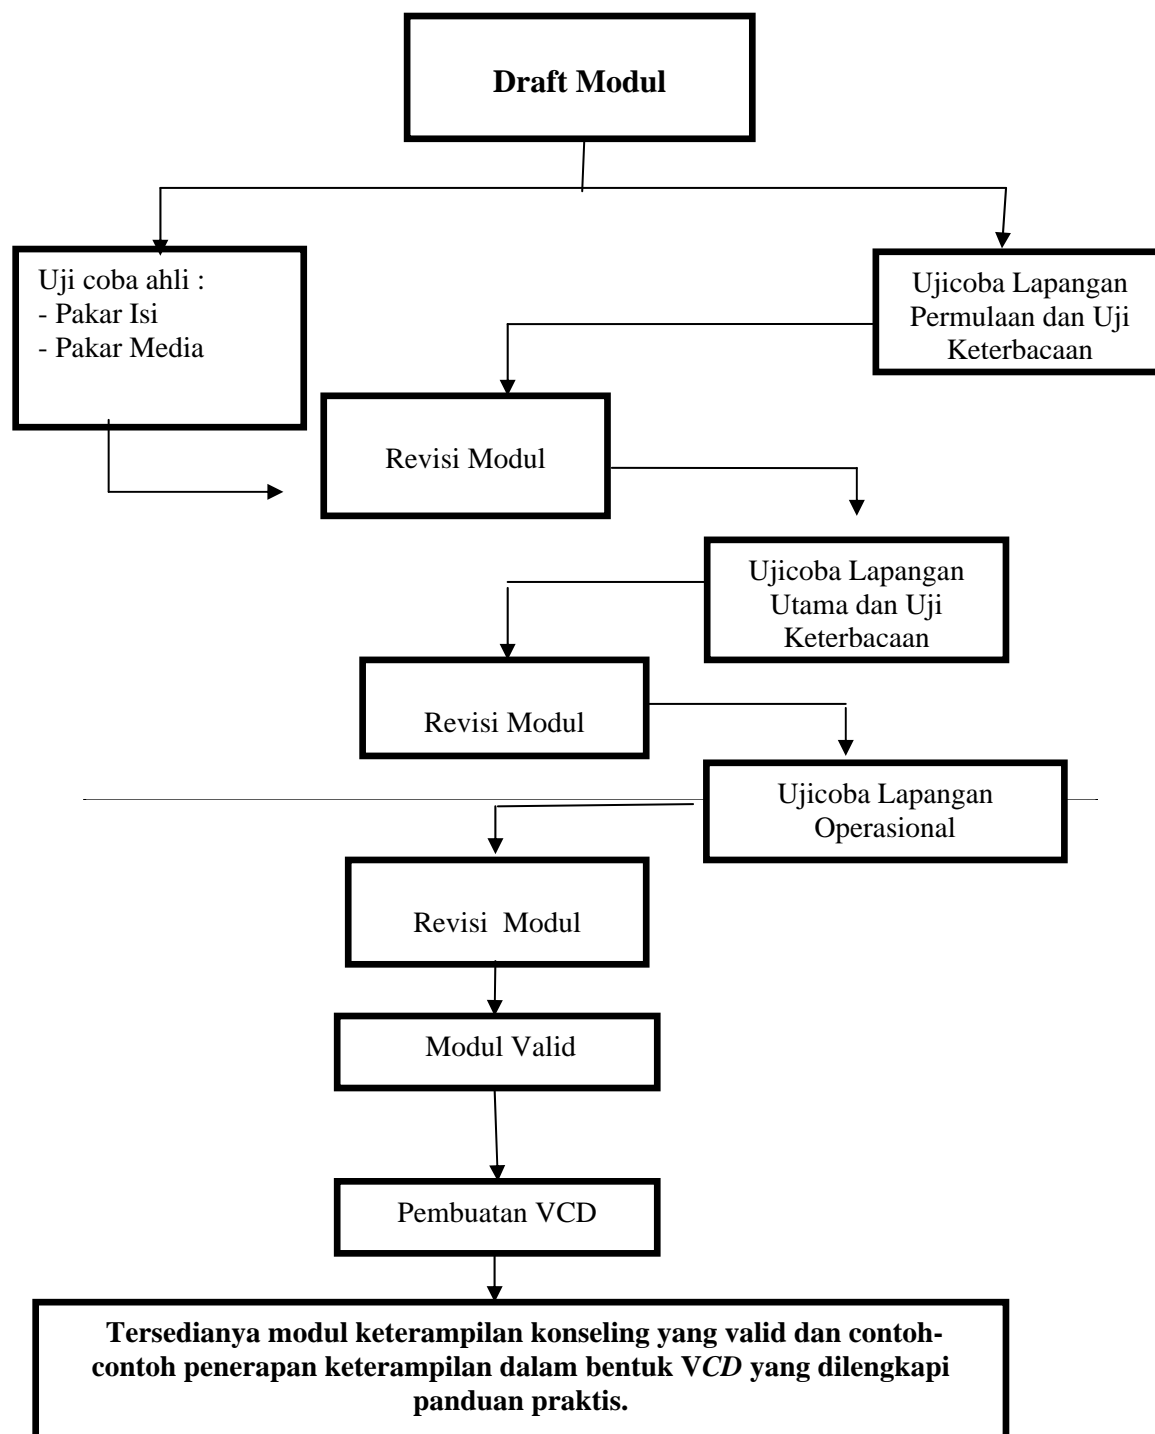 Draft Modul
Uji coba ahli :
- Pakar Isi
- Pakar Media
Ujicoba Lapangan
Permulaan dan Uji
Keterbacaan
Revisi Modul
Ujicoba Lapangan
Utama dan Uji
Keterbacaan
Revisi Modul
Ujicoba Lapangan
Operasional
Revisi  Modul
Modul Valid
Pembuatan VCD
Tersedianya modul keterampilan konseling yang valid dan contoh-
contoh penerapan keterampilan dalam bentuk VCD yang dilengkapi
panduan praktis.